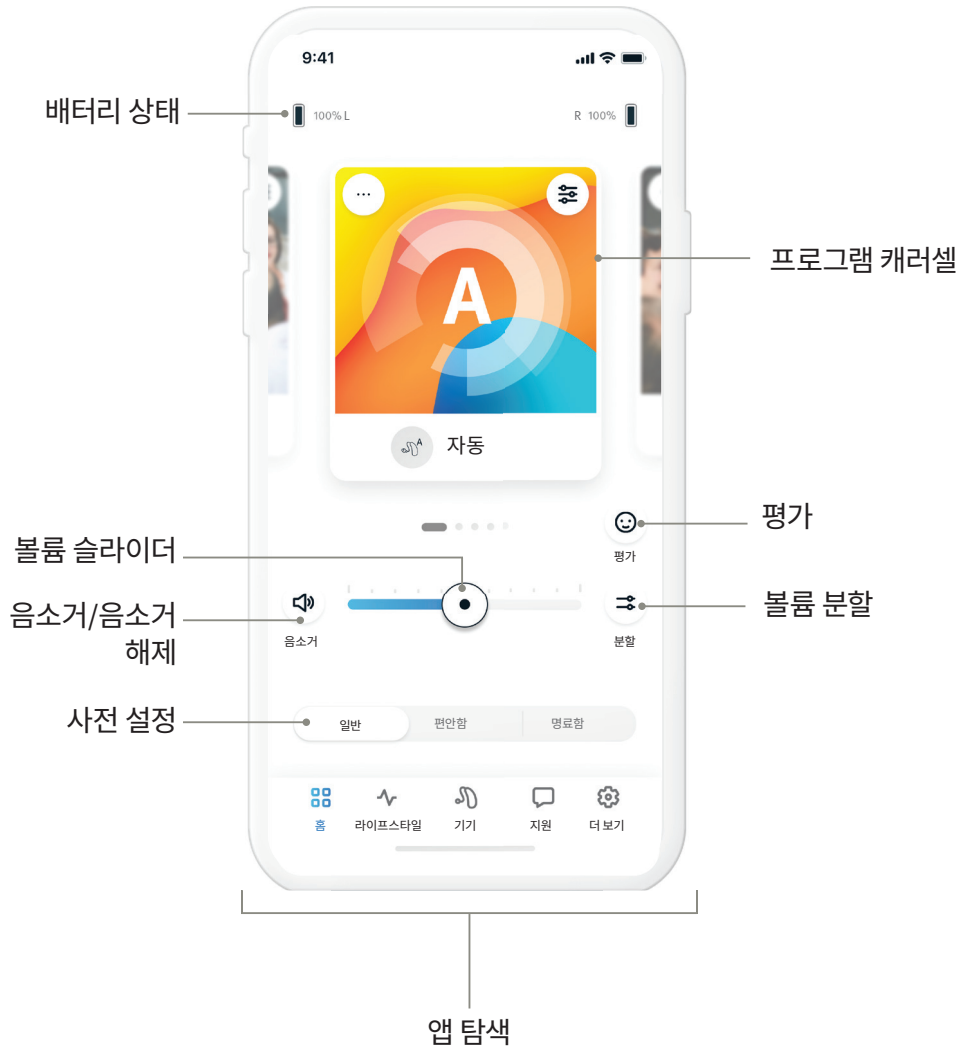 9:41
배터리 상태
100% L
R 100%
A
프로그램 캐러셀
A
자동
평가
평가
볼륨 슬라이더
음소거/음소거
해제
음소거
볼륨 분할
분할
사전 설정
일반
편안함
명료함
홈
라이프스타일
기기
지원
더 보기
앱 탐색